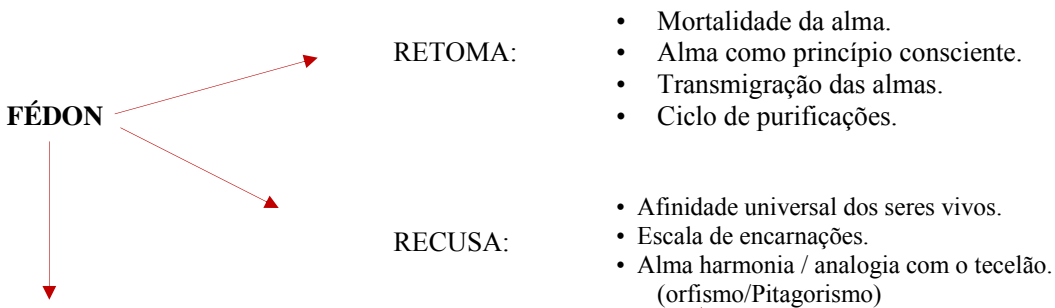 FÉDON
RETOMA:
• Mortalidade da alma.
• Alma como princípio consciente.
• Transmigração das almas.
• Ciclo de purificações.
RECUSA:
• Afinidade universal dos seres vivos.
• Escala de encarnações.
• Alma harmonia / analogia com o tecelão.
(orfismo/Pitagorismo)